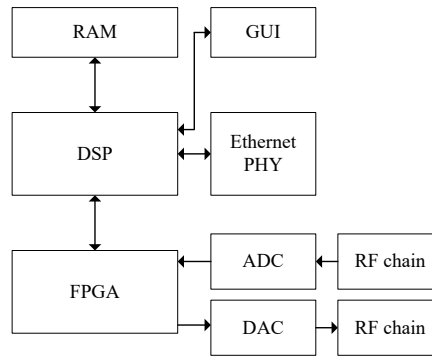 RAM
GUI
DSP
Ethernet
PHY
FPGA
ADC
RF chain
DAC
RF chain